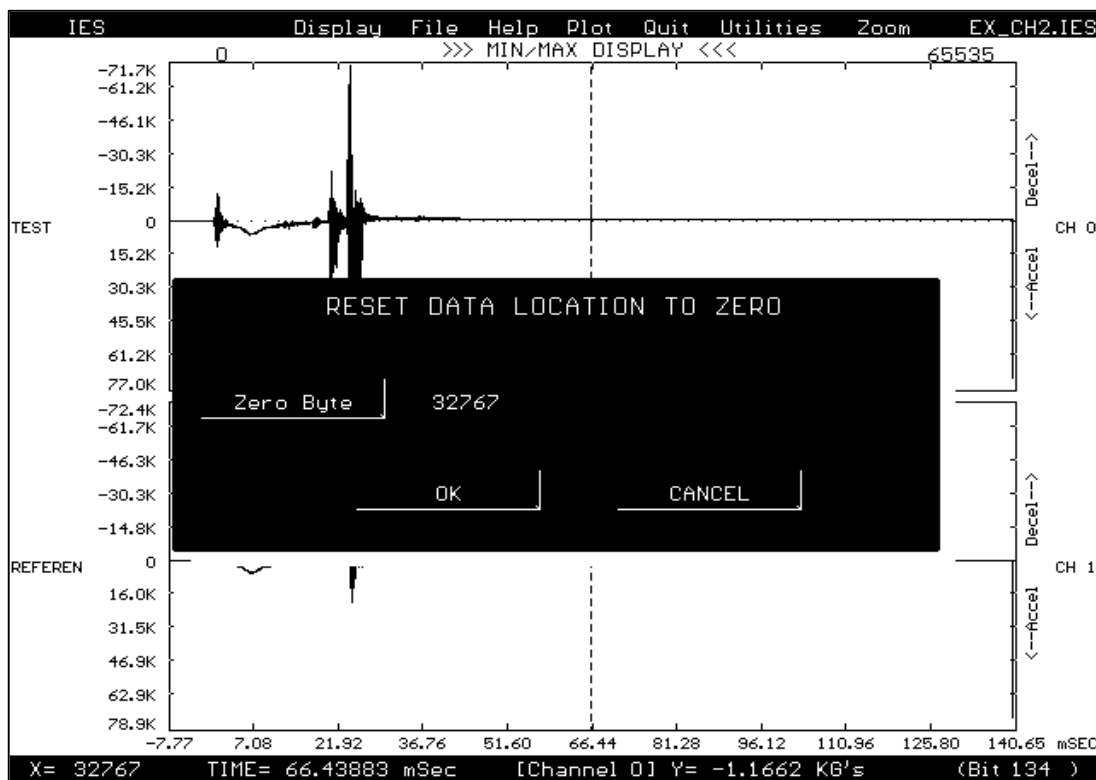 IES Display File Help Plot Quit Utilities Zoom EX_CH2.IES
0 >>> MIN/MAX DISPLAY <<< 65535
-71.7K
-61.2K
-46.1K
-30.3K
-15.2K
TEST 0 CH 0
15.2K
30.3K
45.5K
61.2K
77.0K
<--Accel Decel-->
RESET DATA LOCATION TO ZERO
Zero Byte 32767
OK CANCEL
-72.4K
-61.7K
-46.3K
-30.3K
-14.8K
REFEREN 0 CH 1
16.0K
31.5K
46.9K
62.9K
78.9K
<--Accel Decel-->
-7.77 7.08 21.92 36.76 51.60 66.44 81.28 96.12 110.96 125.80 140.65 mSEC
X= 32767 TIME= 66.43883 mSec [Channel 0] Y= -1.1662 KG's (Bit 134 )